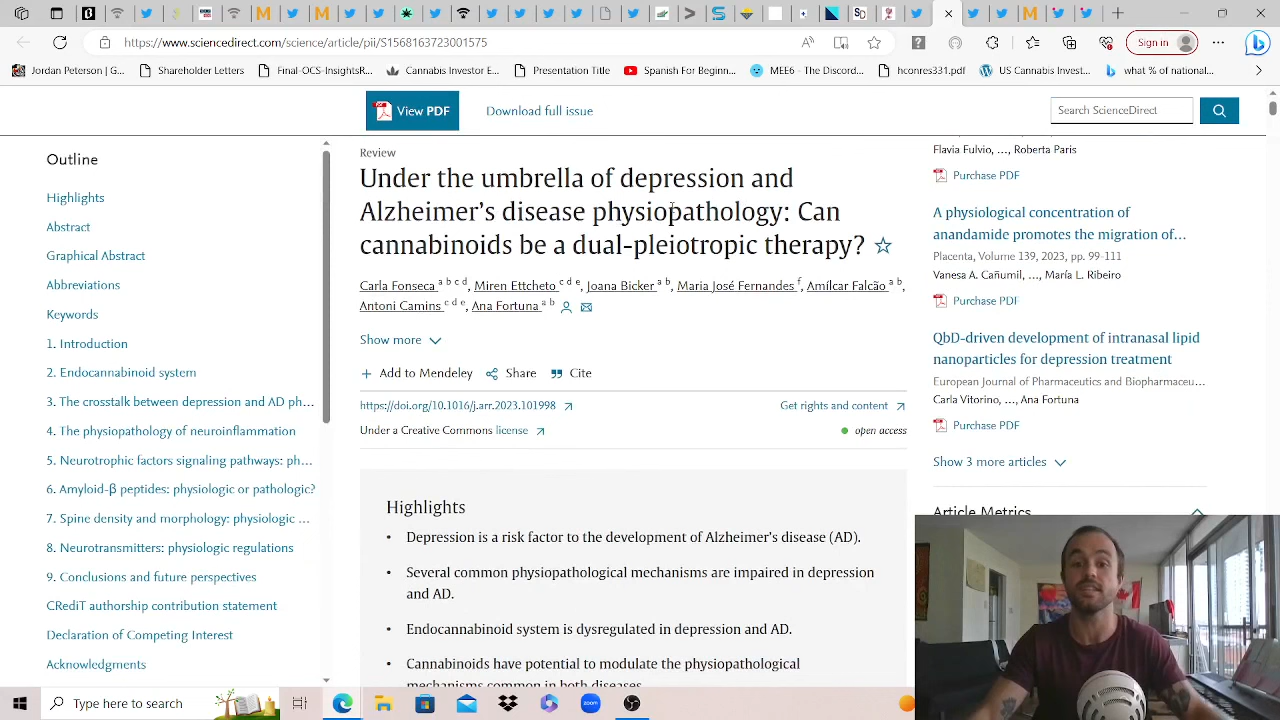 https://www.sciencedirect.com/science/article/pii/S1568163723001575
Sign in
Jordan Peterson (G...
Shareholder Letters
Final-OCS-InsightsR...
Cannabis Investor ...
Presentation Title
Spanish For Beginn...
MEE6 - The Discord...
hconres331.pdf
US Cannabis Invest...
what % of national...
View PDF
Download full issue
Search ScienceDirect
Outline
Highlights
Abstract
Graphical Abstract
Abbreviations
Keywords
1. Introduction
2. Endocannabinoid system
3. The crosstalk between depression and AD ph...
4. The physiopathology of neuroinflammation
5. Neurotrophic factors signaling pathways: ph...
6. Amyloid-β peptides: physiologic or pathologic?
7. Spine density and morphology: physiologic ...
8. Neurotransmitters: physiologic regulations
9. Conclusions and future perspectives
CRediT authorship contribution statement
Declaration of Competing Interest
Acknowledgments
Review
Under the umbrella of depression and
Alzheimer's disease physiopathology: Can
cannabinoids be a dual-pleiotropic therapy?
Carla Fonseca a b c d, Miren Ettcheto c d e, Joana Bicker a b, Maria José Fernandes f, Amílcar Falcão a b,
Antoni Camins c d e, Ana Fortuna a b
Show more
Add to Mendeley Share Cite
https://doi.org/10.1016/j.arr.2023.101998
Get rights and content
Under a Creative Commons license
open access
Highlights
• Depression is a risk factor to the development of Alzheimer's disease (AD).
• Several common physiopathological mechanisms are impaired in depression
and AD.
• Endocannabinoid system is dysregulated in depression and AD.
• Cannabinoids have potential to modulate the physiopathological
mechanisms common in both diseases.
Flavia Fulvio, ..., Roberta Paris
Purchase PDF
A physiological concentration of
anandamide promotes the migration of...
Placenta, Volume 139, 2023, pp. 99-111
Vanesa A. Cañumil, ..., María L. Ribeiro
Purchase PDF
QbD-driven development of intranasal lipid
nanoparticles for depression treatment
European Journal of Pharmaceutics and Biopharmaceu...
Carla Vitorino, ..., Ana Fortuna
Purchase PDF
Show 3 more articles
Article Metrics
Type here to search
zoom